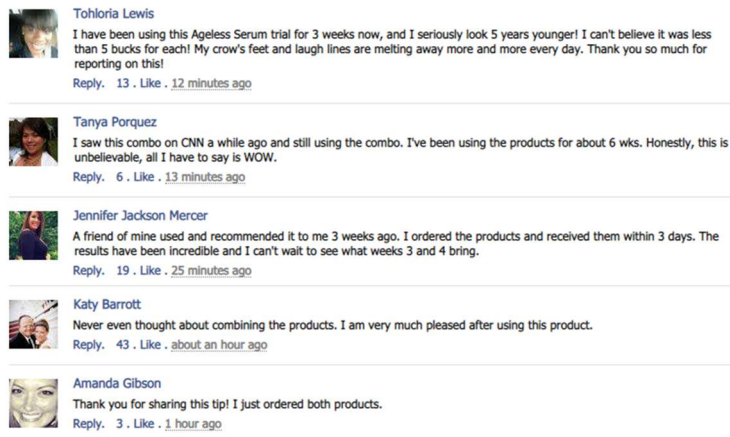 Tohloria Lewis
I have been using this Ageless Serum trial for 3 weeks now, and I seriously look 5 years younger! I can't believe it was less
than 5 bucks for each! My crow's feet and laugh lines are melting away more and more every day. Thank you so much for
reporting on this!
Reply. 13 . Like . 12 minutes ago
Tanya Porquez
I saw this combo on CNN a while ago and still using the combo. I've been using the products for about 6 wks. Honestly, this is
unbelievable, all I have to say is WOW.
Reply. 6 . Like . 13 minutes ago
Jennifer Jackson Mercer
A friend of mine used and recommended it to me 3 weeks ago. I ordered the products and received them within 3 days. The
results have been incredible and I can't wait to see what weeks 3 and 4 bring.
Reply. 19 . Like . 25 minutes ago
Katy Barrott
Never even thought about combining the products. I am very much pleased after using this product.
Reply. 43 . Like . about an hour ago
Amanda Gibson
Thank you for sharing this tip! I just ordered both products.
Reply. 3 . Like . 1 hour ago